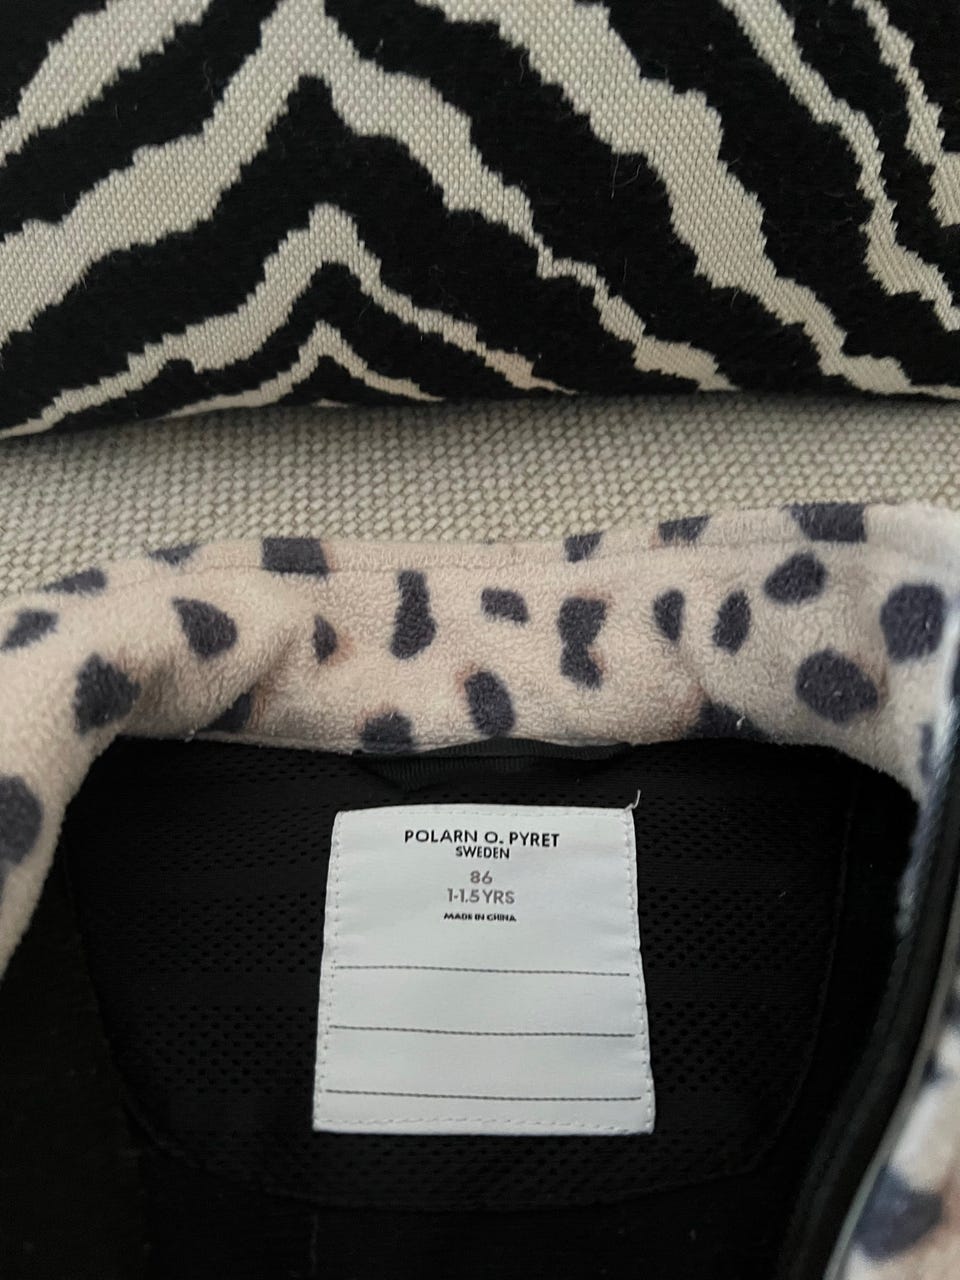 POLARN O. PYRET
SWEDEN
86
1-1.5 YRS
MADE IN CHINA